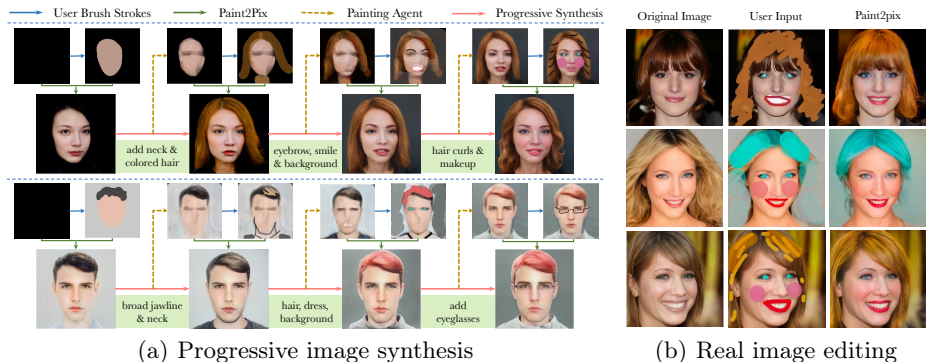 User Brush Strokes
Paint2Pix
Painting Agent
Progressive Synthesis
add neck &
colored hair
eyebrow, smile
& background
hair curls &
makeup
broad jawline
& neck
hair, dress,
background
add
eyeglasses
(a) Progressive image synthesis
Original Image
User Input
Paint2pix
(b) Real image editing